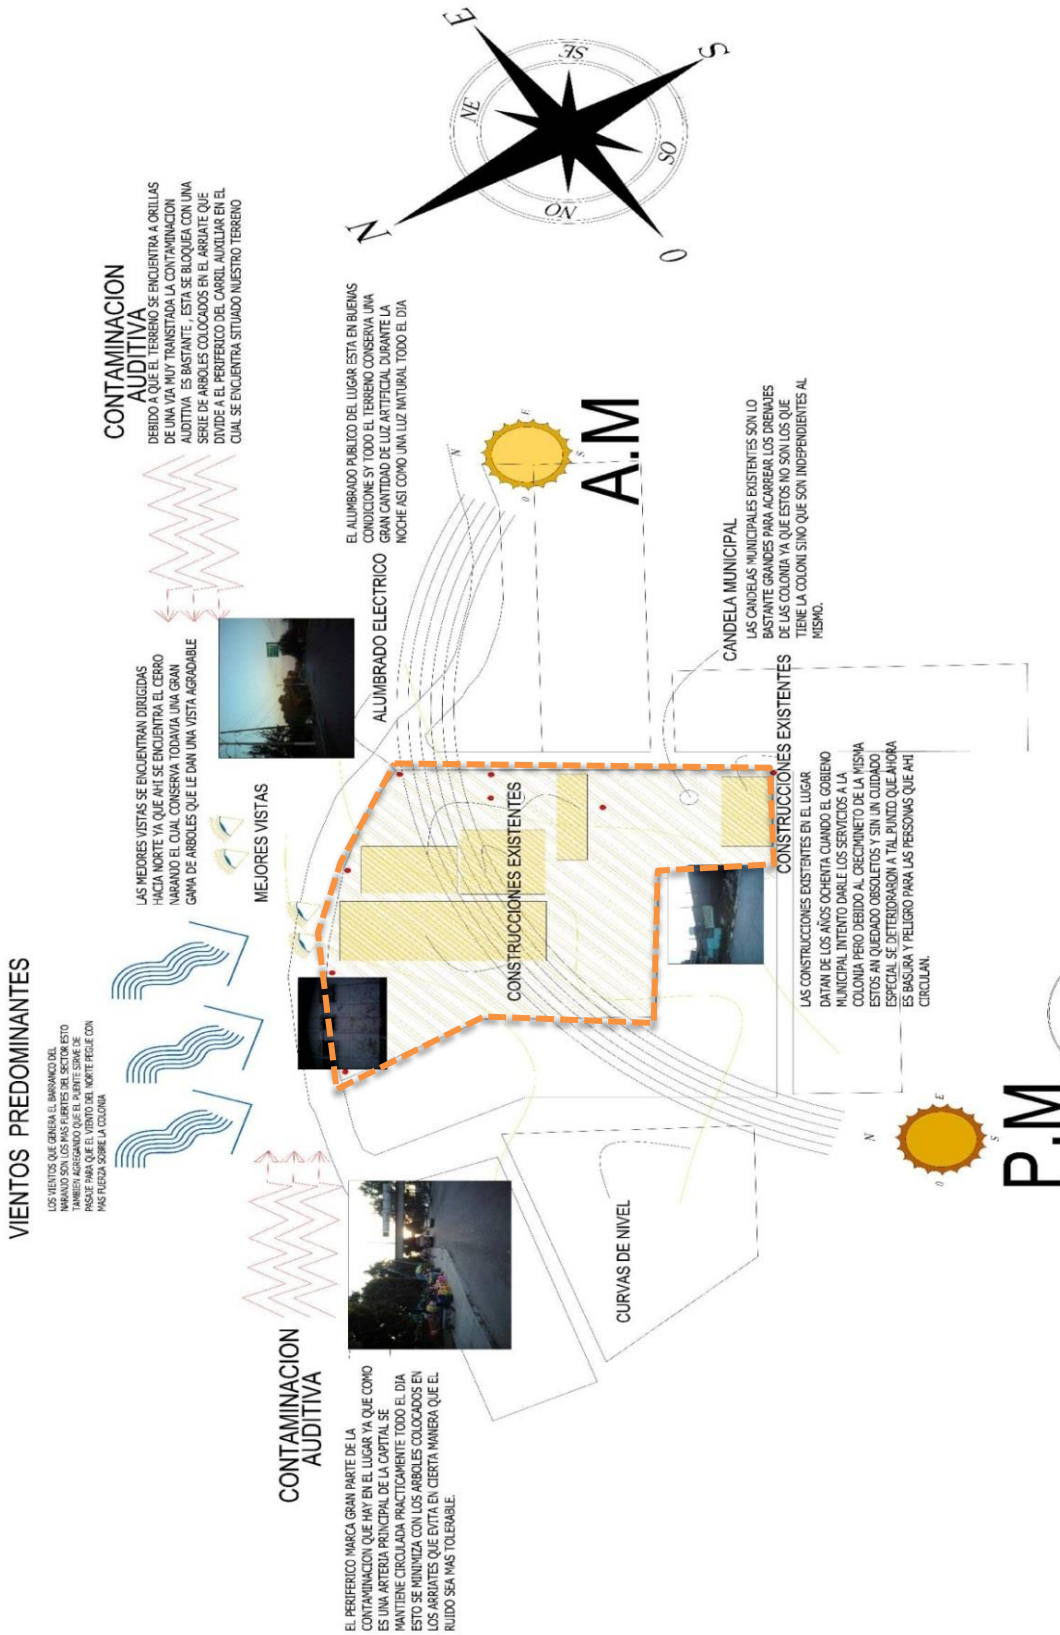 VIENTOS PREDOMINANTES
LOS VIENTOS QUE GENERA EL BARRANCO DEL
NARANJO SON LOS MAS FUERTES DEL SECTOR ESTO
TAMBIEN AGREGANDO QUE EL PUENTE SIRVE DE
PASAJE PARA QUE EL VIENTO DEL NORTE PEGUE CON
MAS FUERZA SOBRE LA COLONIA
CONTAMINACION
AUDITIVA
DEBIDO A QUE EL TERRENO SE ENCUENTRA A ORILLAS
DE UNA VIA MUY TRANSITADA LA CONTAMINACION
AUDITIVA ES BASTANTE , ESTA SE BLOQUEA CON UNA
SERIE DE ARBOLES COLOCADOS EN EL ARRIATE QUE
DIVIDE A EL PERIFERICO DEL CARRIL AUXILIAR EN EL
CUAL SE ENCUENTRA SITUADO NUESTRO TERRENO
LAS MEJORES VISTAS SE ENCUENTRAN DIRIGIDAS
HACIA NORTE YA QUE AHI SE ENCUENTRA EL CERRO
NARANJO EL CUAL CONSERVA TODAVIA UNA GRAN
GAMA DE ARBOLES QUE LE DAN UNA VISTA AGRADABLE
MEJORES VISTAS
CONTAMINACION
AUDITIVA
EL PERIFERICO MARCA GRAN PARTE DE LA
CONTAMINACION QUE HAY EN EL LUGAR YA QUE COMO
ES UNA ARTERIA PRINCIPAL DE LA CAPITAL SE
MANTIENE CIRCULADA PRACTICAMENTE TODO EL DIA
ESTO SE MINIMIZA CON LOS ARBOLES COLOCADOS EN
LOS ARRIATES QUE EVITA EN CIERTA MANERA QUE EL
RUIDO SEA MAS TOLERABLE.
EL ALUMBRADO PUBLICO DEL LUGAR ESTA EN BUENAS
CONDICIONE SY TODO EL TERRENO CONSERVA UNA
GRAN CANTIDAD DE LUZ ARTIFICIAL DURANTE LA
NOCHE ASI COMO UNA LUZ NATURAL TODO EL DIA
ALUMBRADO ELECTRICO
N
NE
E
SE
S
SO
O
NO
N
E
S
O
A.M
CONSTRUCCIONES EXISTENTES
CURVAS DE NIVEL
CANDELA MUNICIPAL
LAS CANDELAS MUNICIPALES EXISTENTES SON LO
BASTANTE GRANDES PARA ACARREAR LOS DRENAJES
DE LAS COLONIA YA QUE ESTOS NO SON LOS QUE
TIENE LA COLONI SINO QUE SON INDEPENDIENTES AL
MISMO.
CONSTRUCCIONES EXISTENTES
LAS CONSTRUCCIONES EXISTENTES EN EL LUGAR
DATAN DE LOS AÑOS OCHENTA CUANDO EL GOBIENO
MUNICIPAL INTENTO DARLE LOS SERVICIOS A LA
COLONIA PERO DEBIDO AL CRECIMINETO DE LA MISMA
ESTOS AN QUEDADO OBSOLETOS Y SIN UN CUIDADO
ESPECIAL SE DETERIORARON A TAL PUNTO QUE AHORA
ES BASURA Y PELIGRO PARA LAS PERSONAS QUE AHI
CIRCULAN.
N
E
S
O
P.M